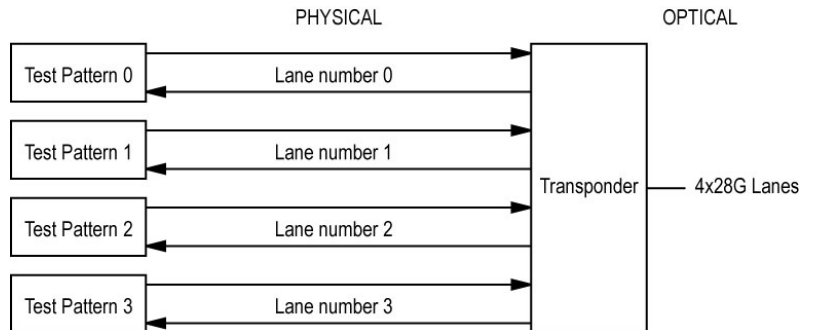 PHYSICAL OPTICAL
Test Pattern 0 Lane number 0
Test Pattern 1 Lane number 1
Transponder 4x28G Lanes
Test Pattern 2 Lane number 2
Test Pattern 3 Lane number 3